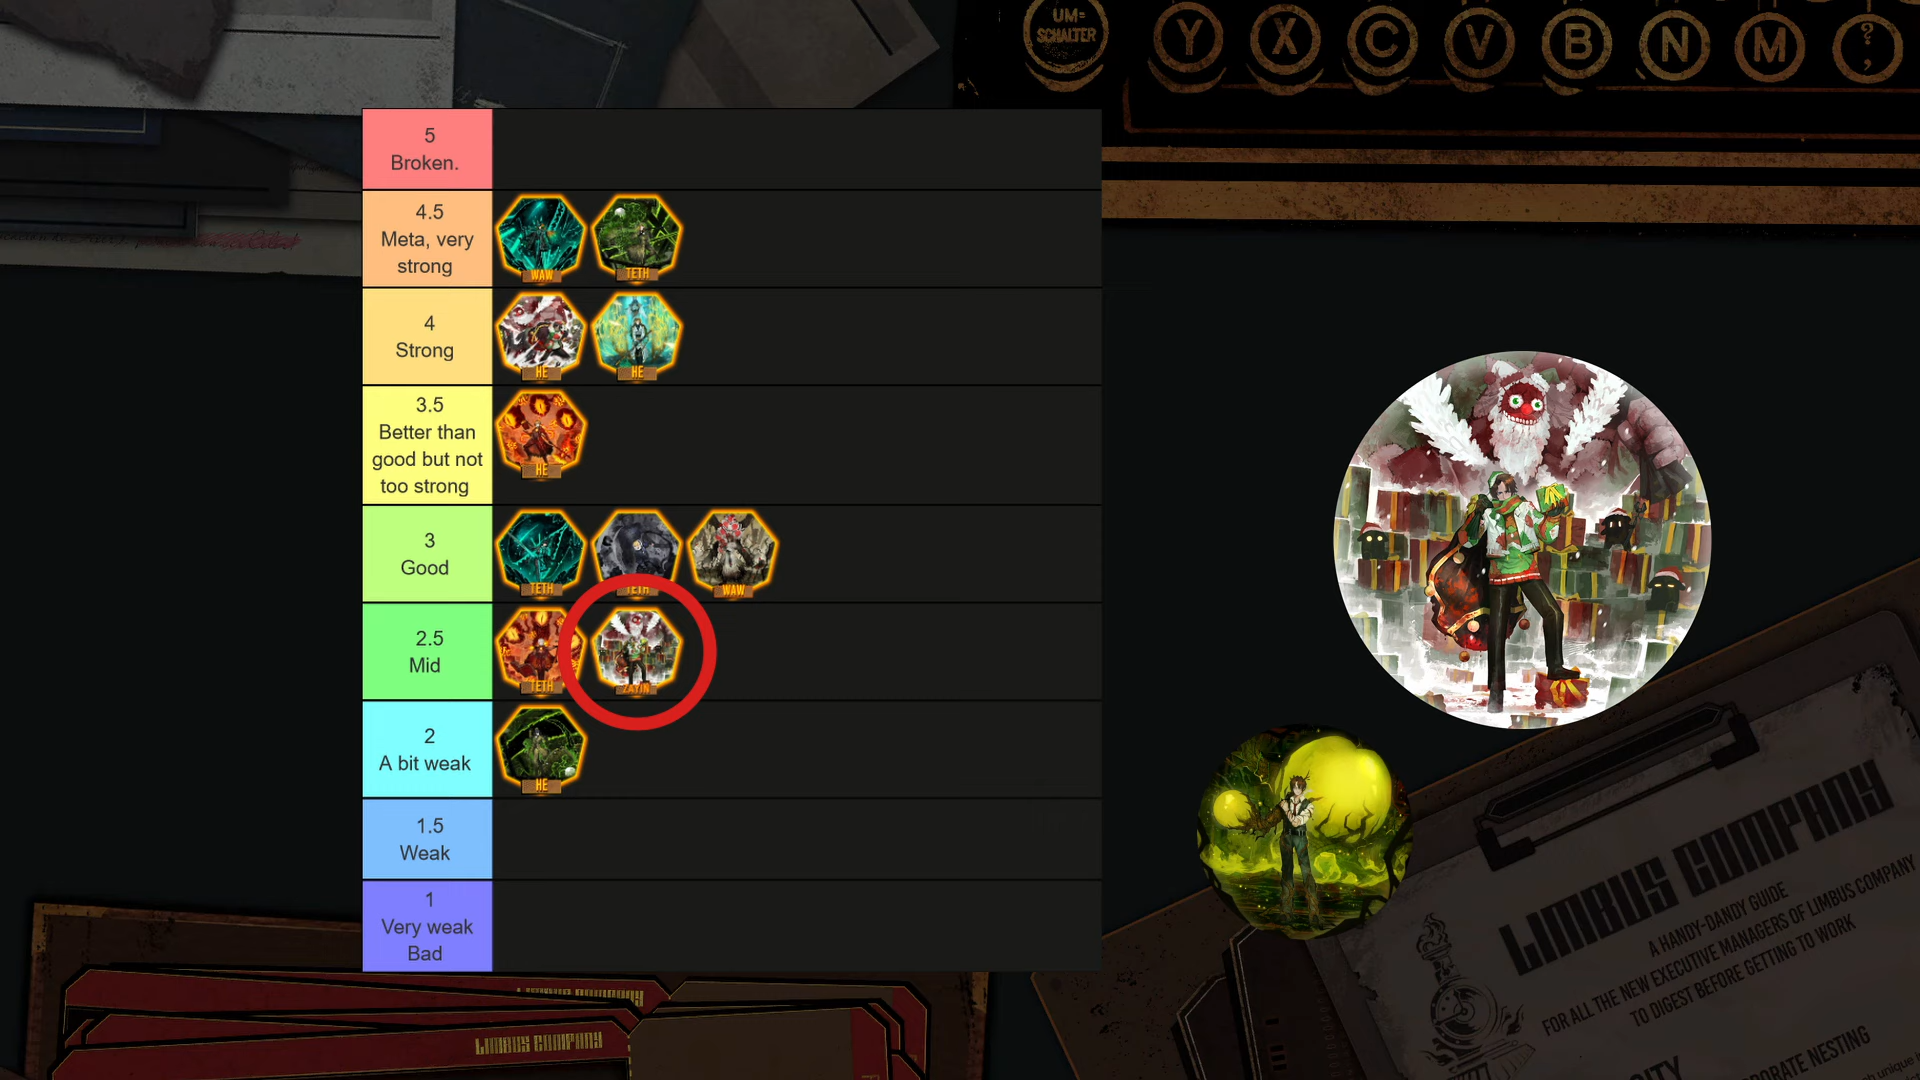 UM=
SCHALTER
Y X C V B N M ? ,
5
Broken.
4.5
Meta, very
strong
WAW
TETH
4
Strong
HE
HE
3.5
Better than
good but not
too strong
HE
3
Good
TETH
TETH
WAW
2.5
Mid
TETH
ZAYIN
2
A bit weak
HE
1.5
Weak
1
Very weak
Bad
LIMBUS COMPANY
LIMBUS COMPANY
LIMBUS COMPANY
A HANDY-DANDY GUIDE
FOR ALL THE NEW EXECUTIVE MANAGERS OF LIMBUS COMPANY
TO DIGEST BEFORE GETTING TO WORK